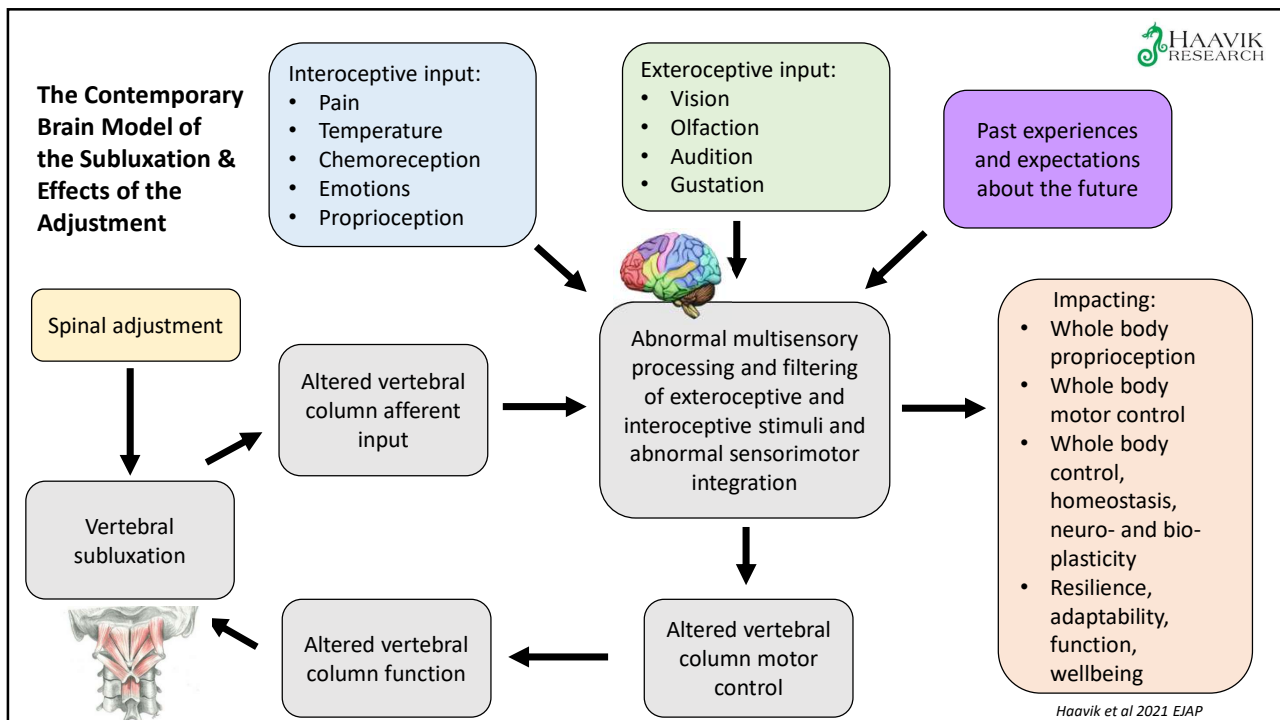 The Contemporary
Brain Model of
the Subluxation &
Effects of the
Adjustment
Interoceptive input:
• Pain
• Temperature
• Chemoreception
• Emotions
• Proprioception
Exteroceptive input:
• Vision
• Olfaction
• Audition
• Gustation
HAAVIK
RESEARCH
Past experiences
and expectations
about the future
Spinal adjustment
Altered vertebral
column afferent
input
Abnormal multisensory
processing and filtering
of exteroceptive and
interoceptive stimuli and
abnormal sensorimotor
integration
Impacting:
• Whole body
proprioception
• Whole body
motor control
• Whole body
control,
homeostasis,
neuro- and bio-
plasticity
• Resilience,
adaptability,
function,
wellbeing
Vertebral
subluxation
Altered vertebral
column function
Altered vertebral
column motor
control
Haavik et al 2021 EJAP